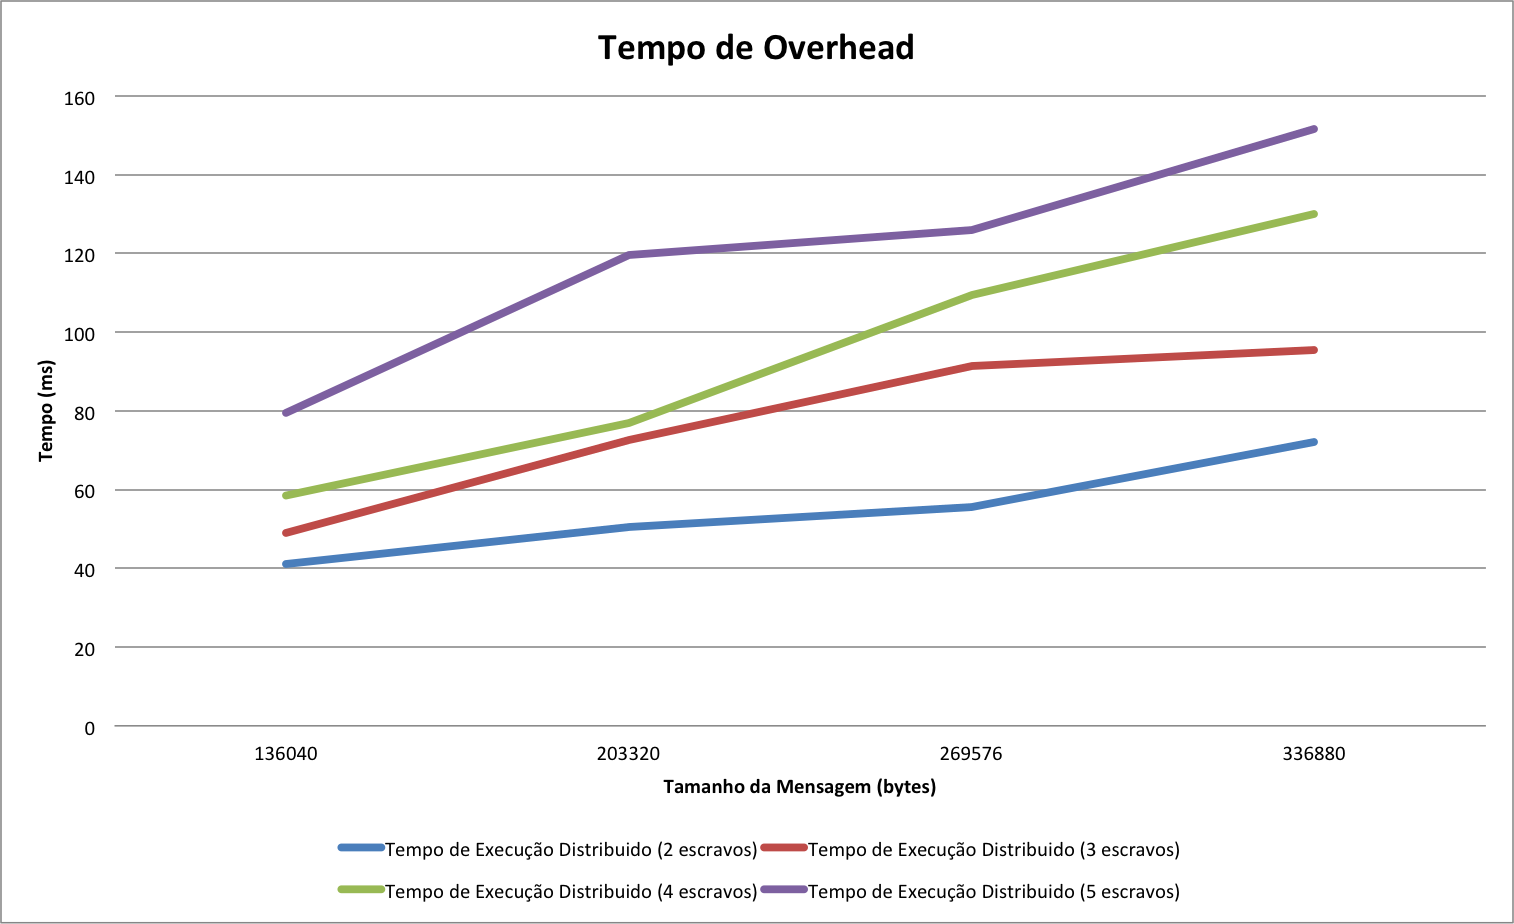 Tempo de Overhead
160
140
120
100
80
60
40
20
0
Tempo (ms)
136040 203320 269576 336880
Tamanho da Mensagem (bytes)
Tempo de Execução Distribuido (2 escravos) Tempo de Execução Distribuido (3 escravos)
Tempo de Execução Distribuido (4 escravos) Tempo de Execução Distribuido (5 escravos)